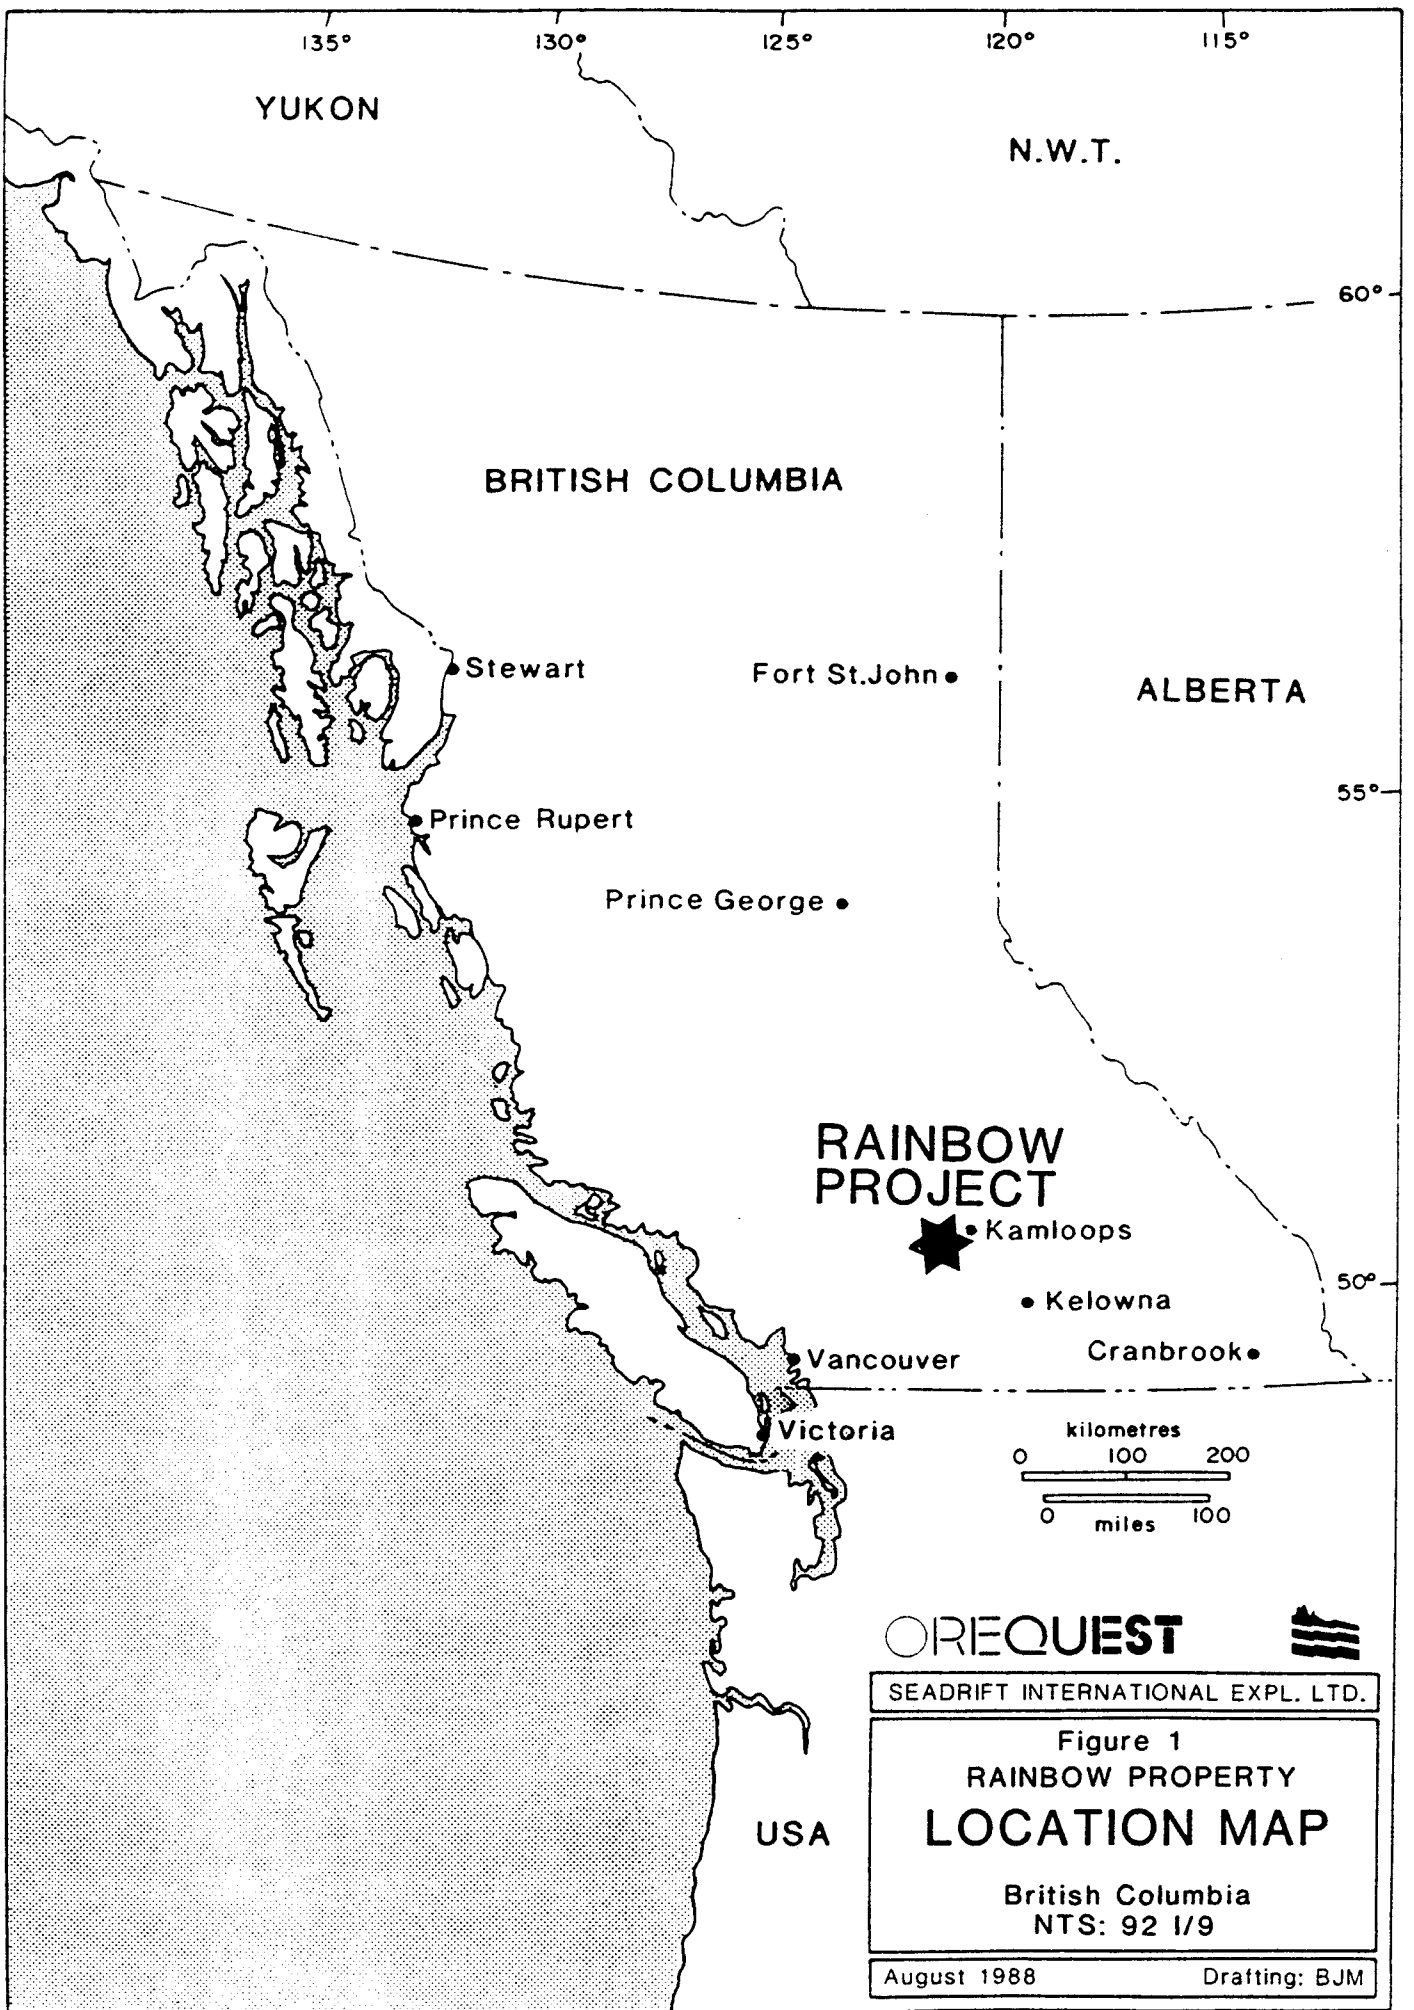 135° 130° 125° 120° 115°
YUKON
N.W.T.
60°
BRITISH COLUMBIA
Stewart
Fort St.John
ALBERTA
55°
Prince Rupert
Prince George
RAINBOW
PROJECT
Kamloops
50°
Kelowna
Vancouver
Cranbrook
Victoria
kilometres
0 100 200
0 100
miles
OREQUEST
SEADRIFT INTERNATIONAL EXPL. LTD.
Figure 1
RAINBOW PROPERTY
LOCATION MAP
USA
British Columbia
NTS: 92 I/9
August 1988 Drafting: BJM